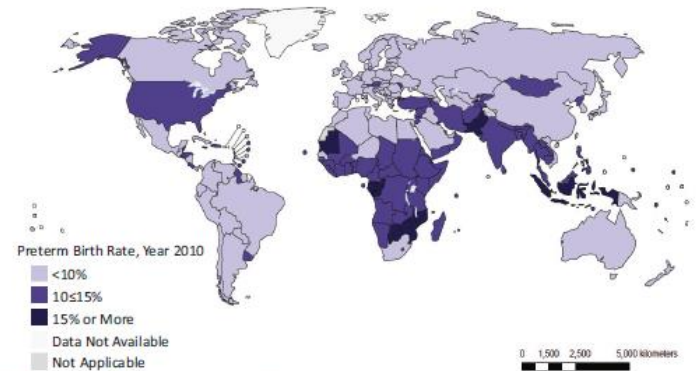 Preterm Birth Rate, Year 2010
<10%
10≤15%
15% or More
Data Not Available
Not Applicable
0 1,500 2,500 5,000 kilometers